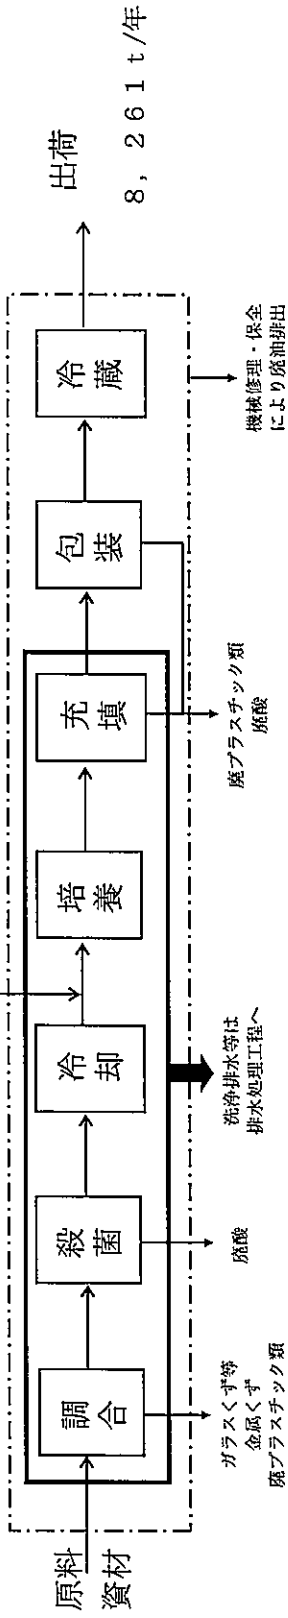 原料
資材
調
合
殺
菌
冷
却
培
養
充
填
包
装
冷
蔵
出荷
8,261t/年
ガラスくず等
金属くず
廃プラスチック類
廃酸
洗浄排水等は
排水処理工程へ
廃プラスチック類
廃酸
機械修理・保全
により廃油排出